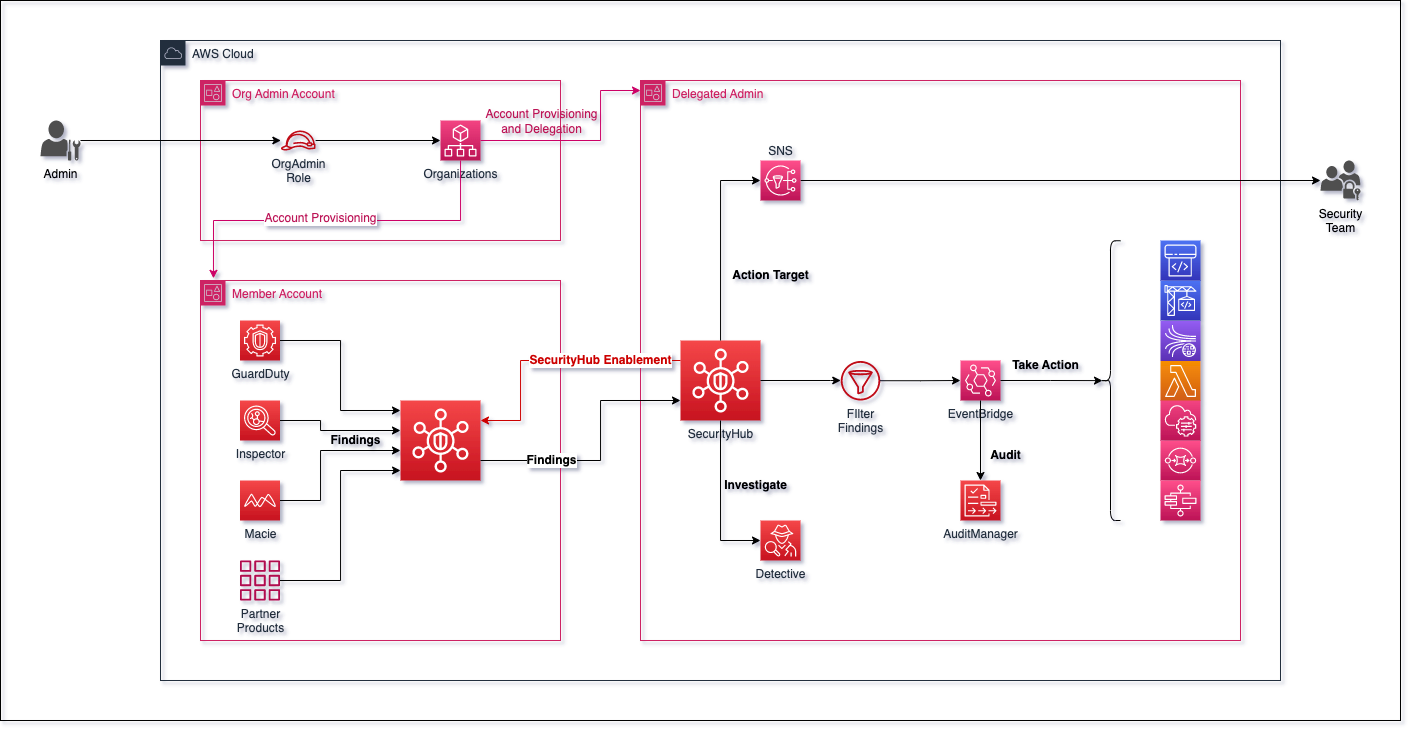 AWS Cloud
Org Admin Account
Delegated Admin
Account Provisioning
and Delegation
Admin
OrgAdmin
Role
Organizations
SNS
Security
Team
Account Provisioning
Action Target
Member Account
GuardDuty
SecurityHub Enablement
Take Action
Inspector
Findings
Findings
SecurityHub
FIlter
Findings
EventBridge
Audit
Investigate
Macie
AuditManager
Detective
Partner
Products